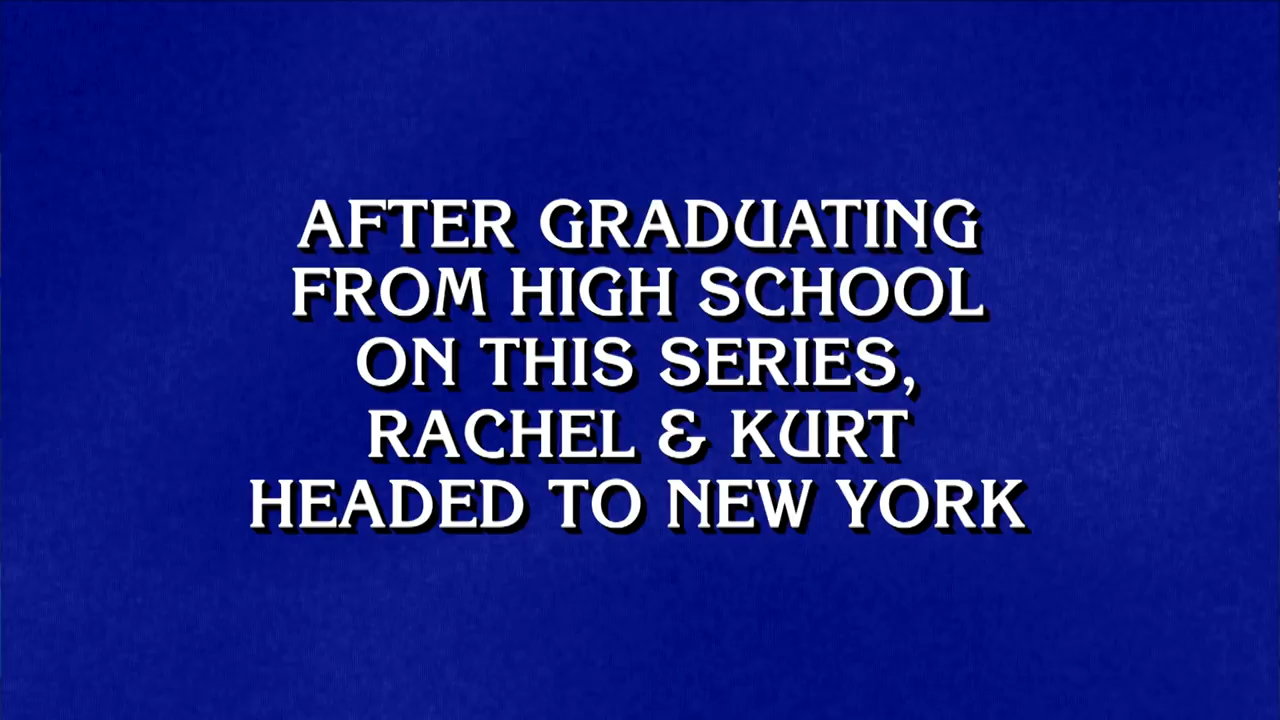 AFTER GRADUATING
FROM HIGH SCHOOL
ON THIS SERIES,
RACHEL & KURT
HEADED TO NEW YORK